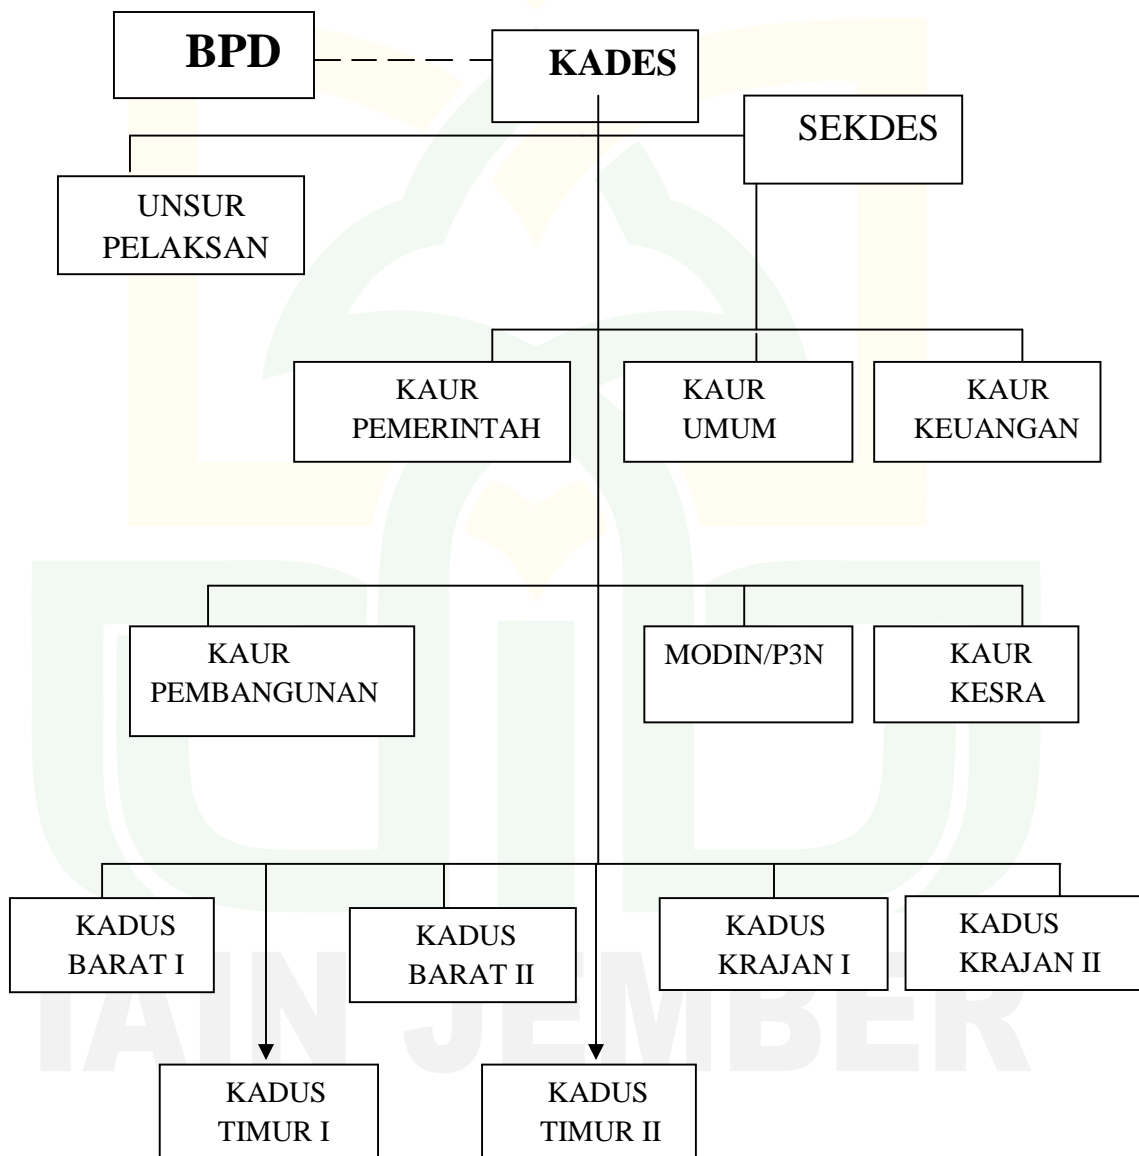 BPD
KADES
SEKDES
UNSUR
PELAKSAN
KAUR
PEMERINTAH
KAUR
UMUM
KAUR
KEUANGAN
KAUR
PEMBANGUNAN
MODIN/P3N
KAUR
KESRA
KADUS
BARAT I
KADUS
BARAT II
KADUS
KRAJAN I
KADUS
KRAJAN II
IAIN JEMBER
KADUS
TIMUR I
KADUS
TIMUR II